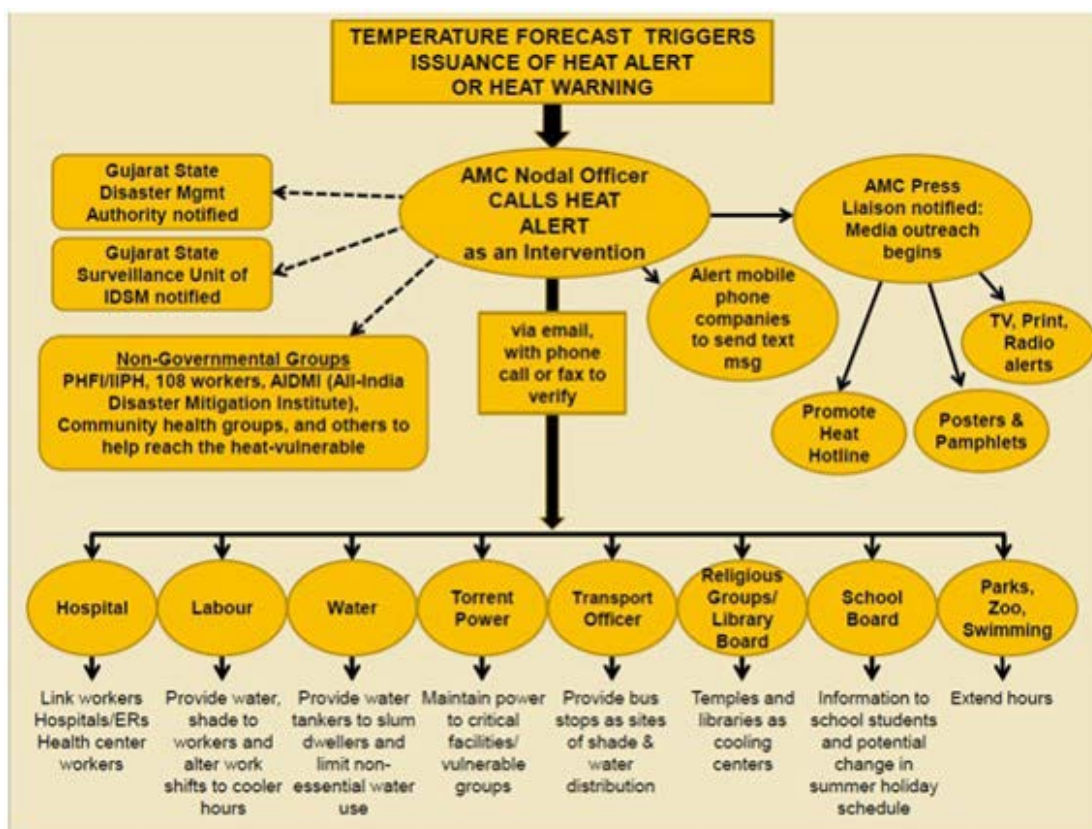 TEMPERATURE FORECAST TRIGGERS
ISSUANCE OF HEAT ALERT
OR HEAT WARNING
Gujarat State
Disaster Mgmt
Authority notified
Gujarat State
Surveillance Unit of
IDSM notified
Non-Governmental Groups
PHFI/IIPH, 108 workers, AIDMI (All-India
Disaster Mitigation Institute),
Community health groups, and others to
help reach the heat-vulnerable
AMC Nodal Officer
CALLS HEAT
ALERT
as an Intervention
via email,
with phone
call or fax to
verify
Alert mobile
phone
companies
to send text
msg
AMC Press
Liaison notified:
Media outreach
begins
TV, Print,
Radio
alerts
Promote
Heat
Hotline
Posters &
Pamphlets
Hospital
Labour
Water
Torrent
Power
Transport
Officer
Religious
Groups/
Library
Board
School
Board
Parks,
Zoo,
Swimming
Link workers
Hospitals/ERs
Health center
workers
Provide water,
shade to
workers and
alter work
shifts to cooler
hours
Provide water
tankers to slum
dwellers and
limit non-
essential water
use
Maintain power
to critical
facilities/
vulnerable
groups
Provide bus
stops as sites
of shade &
water
distribution
Temples and
libraries as
cooling
centers
Information to
school students
and potential
change in
summer holiday
schedule
Extend hours